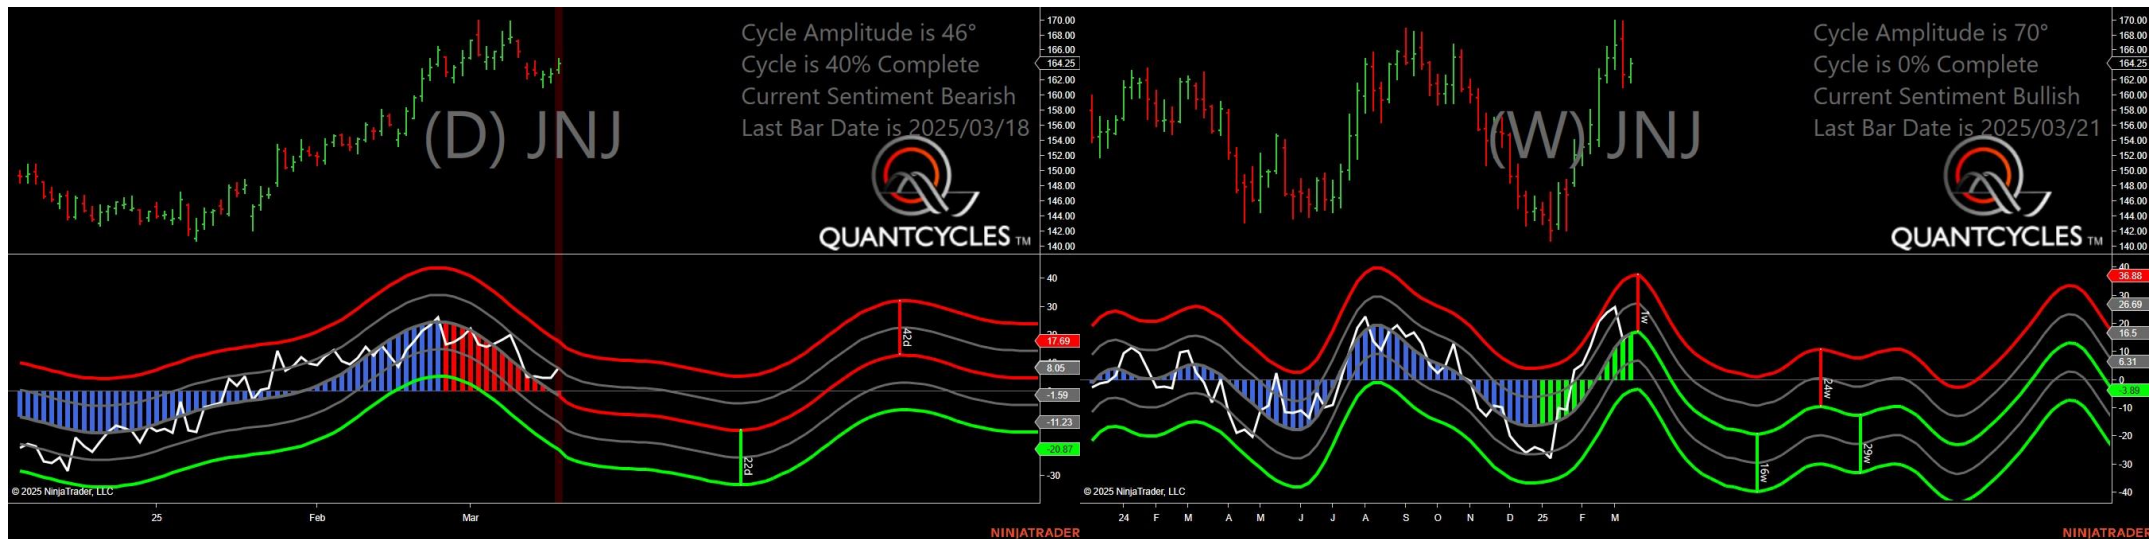 Cycle Amplitude is 46°
Cycle is 40% Complete
Current Sentiment Bearish
Last Bar Date is 2025/03/18
(D) JNJ
QUANTCYCLES TM
170.00
168.00
166.00
164.25
162.00
160.00
158.00
156.00
154.00
152.00
150.00
148.00
146.00
144.00
142.00
140.00
40
30
17.69
8.05
-1.59
-11.23
-20.87
-30
42d
22d
© 2025 NinjaTrader, LLC
25 Feb Mar
NINJATRADER
Cycle Amplitude is 70°
Cycle is 0% Complete
Current Sentiment Bullish
Last Bar Date is 2025/03/21
(W) JNJ
QUANTCYCLES TM
170.00
168.00
166.00
164.25
162.00
160.00
158.00
156.00
154.00
152.00
150.00
148.00
146.00
144.00
142.00
140.00
40
36.88
26.69
20
16.5
10
6.31
0
-3.89
-10
-20
-30
-40
1w
24w
16w
29w
© 2025 NinjaTrader, LLC
24 F M A M J J A S O N D 25 F M
NINJATRADER